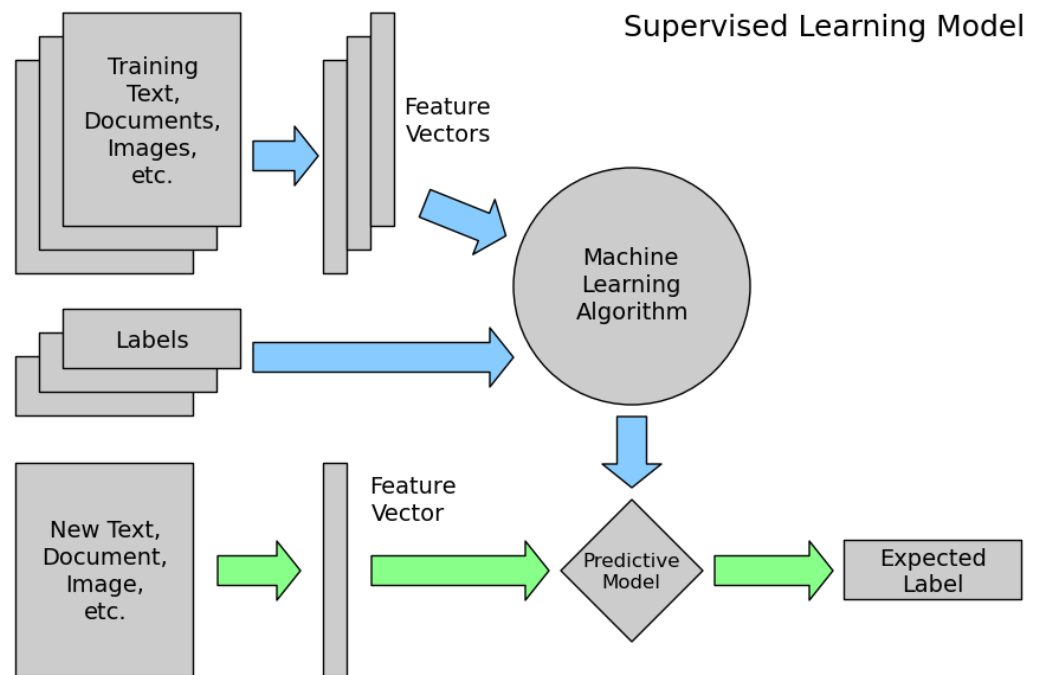 Supervised Learning Model
Training
Text,
Documents,
Images,
etc.
Feature
Vectors
Machine
Learning
Algorithm
Labels
New Text,
Document,
Image,
etc.
Feature
Vector
Predictive
Model
Expected
Label